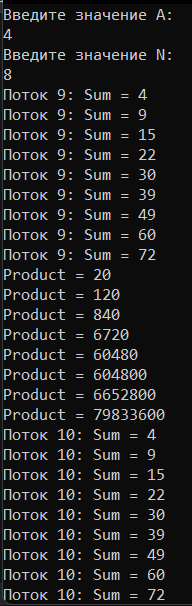 Введите значение A:
4
Введите значение N:
8
Поток 9: Sum = 4
Поток 9: Sum = 9
Поток 9: Sum = 15
Поток 9: Sum = 22
Поток 9: Sum = 30
Поток 9: Sum = 39
Поток 9: Sum = 49
Поток 9: Sum = 60
Поток 9: Sum = 72
Product = 20
Product = 120
Product = 840
Product = 6720
Product = 60480
Product = 604800
Product = 6652800
Product = 79833600
Поток 10: Sum = 4
Поток 10: Sum = 9
Поток 10: Sum = 15
Поток 10: Sum = 22
Поток 10: Sum = 30
Поток 10: Sum = 39
Поток 10: Sum = 49
Поток 10: Sum = 60
Поток 10: Sum = 72